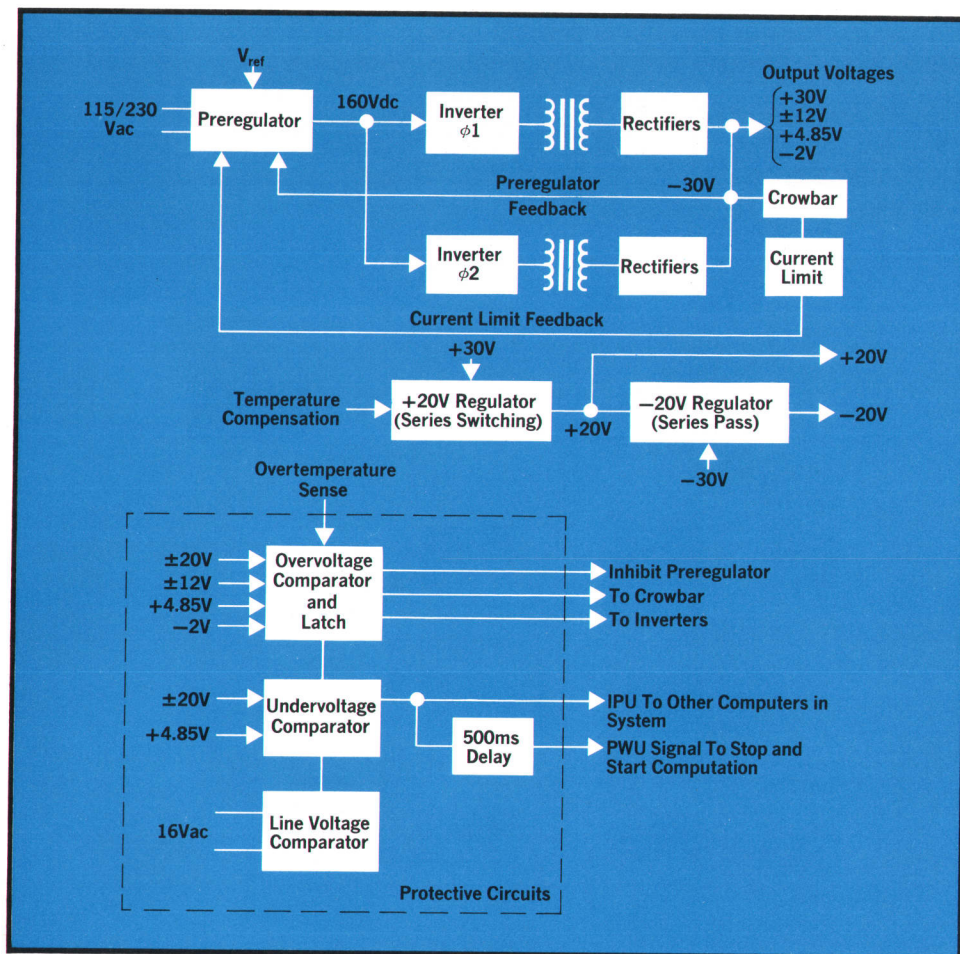 V_ref
Output Voltages
115/230
Vac
Preregulator
160Vdc
Inverter
ϕ1
Rectifiers
+30V
±12V
+4.85V
−2V
Preregulator
Feedback
−30V
Crowbar
Inverter
ϕ2
Rectifiers
Current
Limit
Current Limit Feedback
+30V
+20V
Temperature
Compensation
+20V Regulator
(Series Switching)
+20V
−20V Regulator
(Series Pass)
−20V
−30V
Overtemperature
Sense
±20V
±12V
+4.85V
−2V
Overvoltage
Comparator
and
Latch
Inhibit Preregulator
To Crowbar
To Inverters
±20V
+4.85V
Undervoltage
Comparator
500ms
Delay
IPU To Other Computers in
System
PWU Signal To Stop and
Start Computation
16Vac
Line Voltage
Comparator
Protective Circuits